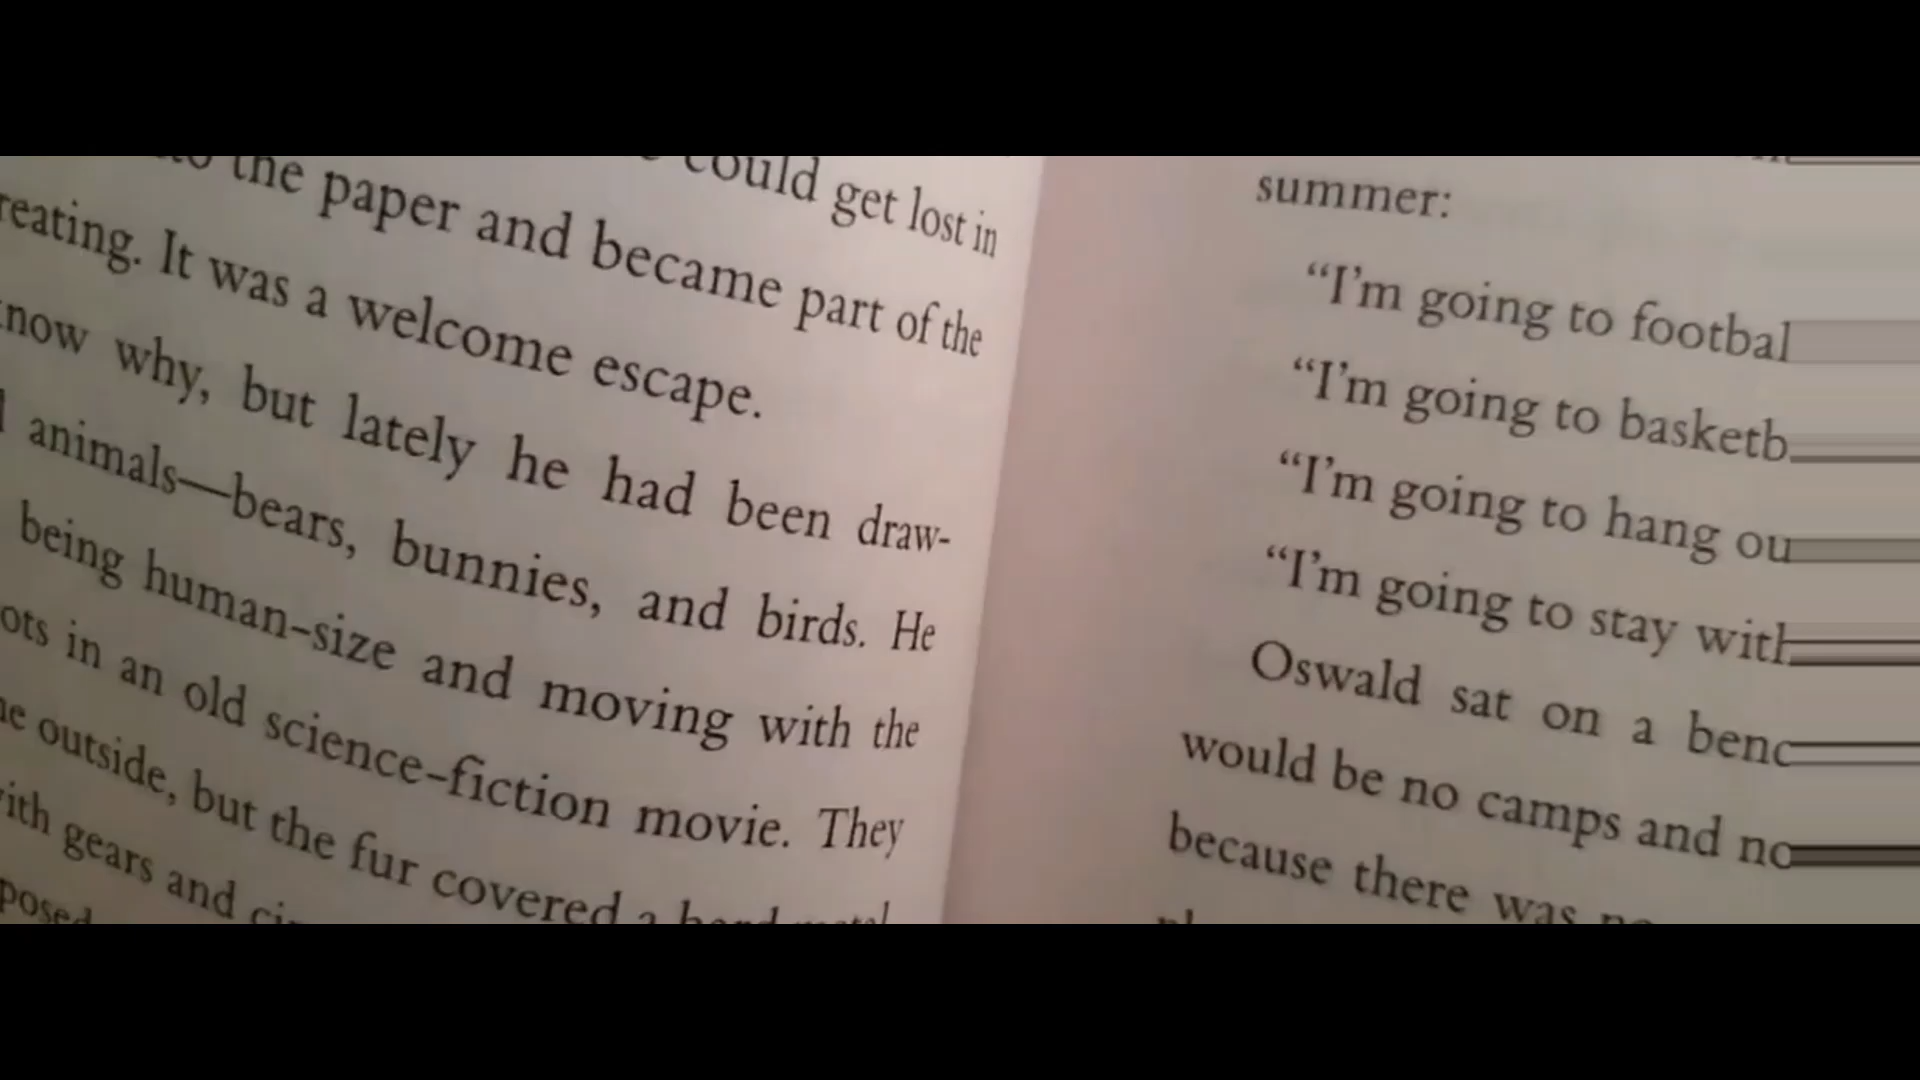 to the paper and became part of the
could get lost in
reating. It was a welcome escape.
now why, but lately he had been draw-
animals—bears, bunnies, and birds. He
being human-size and moving with the
ots in an old science-fiction movie. They
outside, but the fur covered a hard metal
ith gears and
posed
summer:
“I’m going to footbal
“I’m going to basketb
“I’m going to hang ou
“I’m going to stay with
Oswald sat on a benc
would be no camps and no
because there was